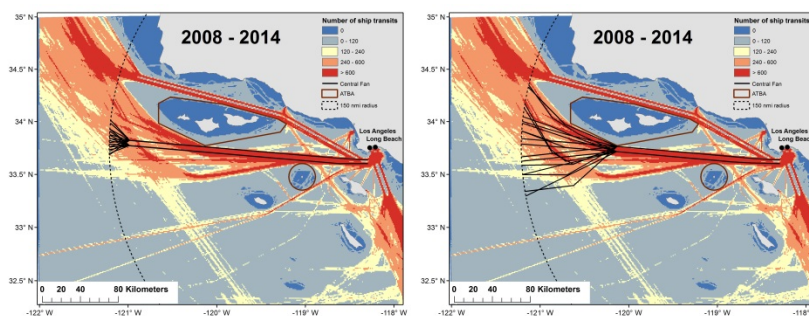 35° N
34.5° N
34° N
33.5° N
33° N
32.5° N
2008 - 2014
Number of ship transits
0
0 - 120
120 - 240
240 - 600
> 600
Central Fan
ATBA
150 nm radius
Los Angeles
Long Beach
0 20 40 80 Kilometers
-122° W
-121° W
-120° W
-119° W
-118° W
35° N
34.5° N
34° N
33.5° N
33° N
32.5° N
2008 - 2014
Number of ship transits
0
0 - 120
120 - 240
240 - 600
> 600
Central Fan
ATBA
150 nm radius
Los Angeles
Long Beach
0 20 40 80 Kilometers
-122° W
-121° W
-120° W
-119° W
-118° W